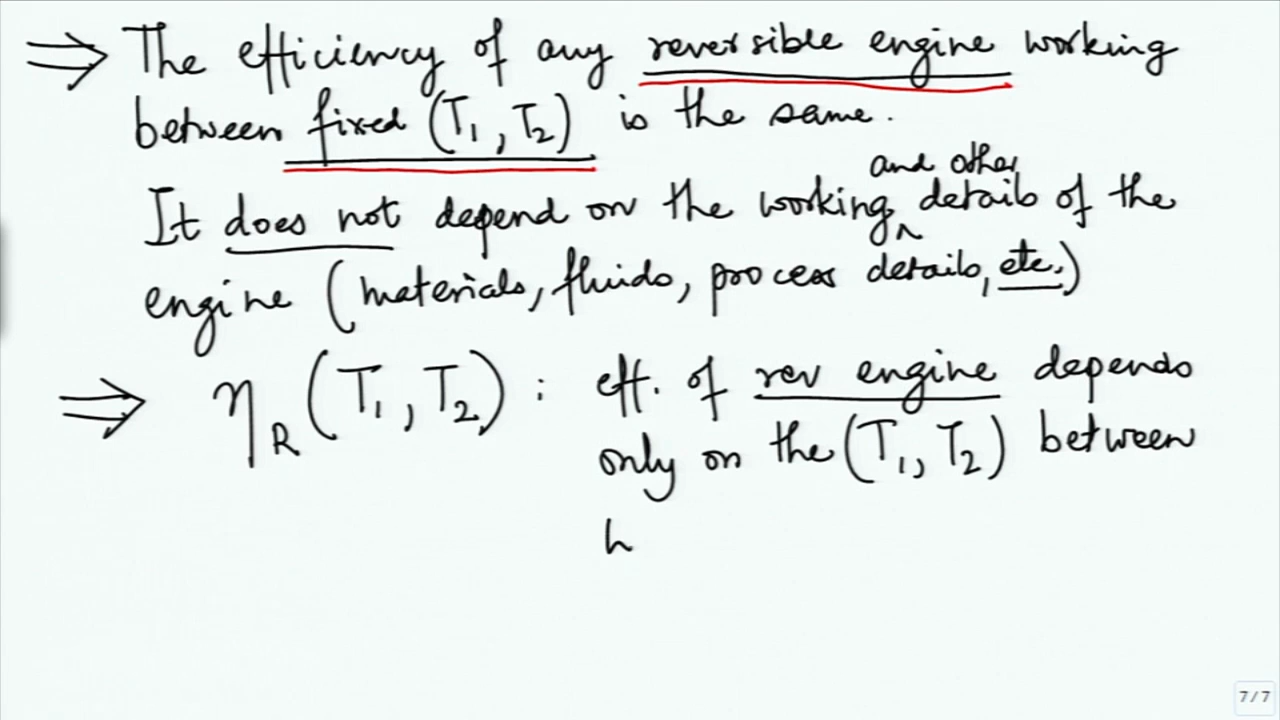 ⇒ The efficiency of any reversible engine working
between fixed (T₁, T₂) is the same.
and other
It does not depend on the working ‸ details of the
engine (materials, fluids, process details, etc.)
⇒ η_R (T₁, T₂) : eff. of rev engine depends
only on the (T₁, T₂) between
h
7/7